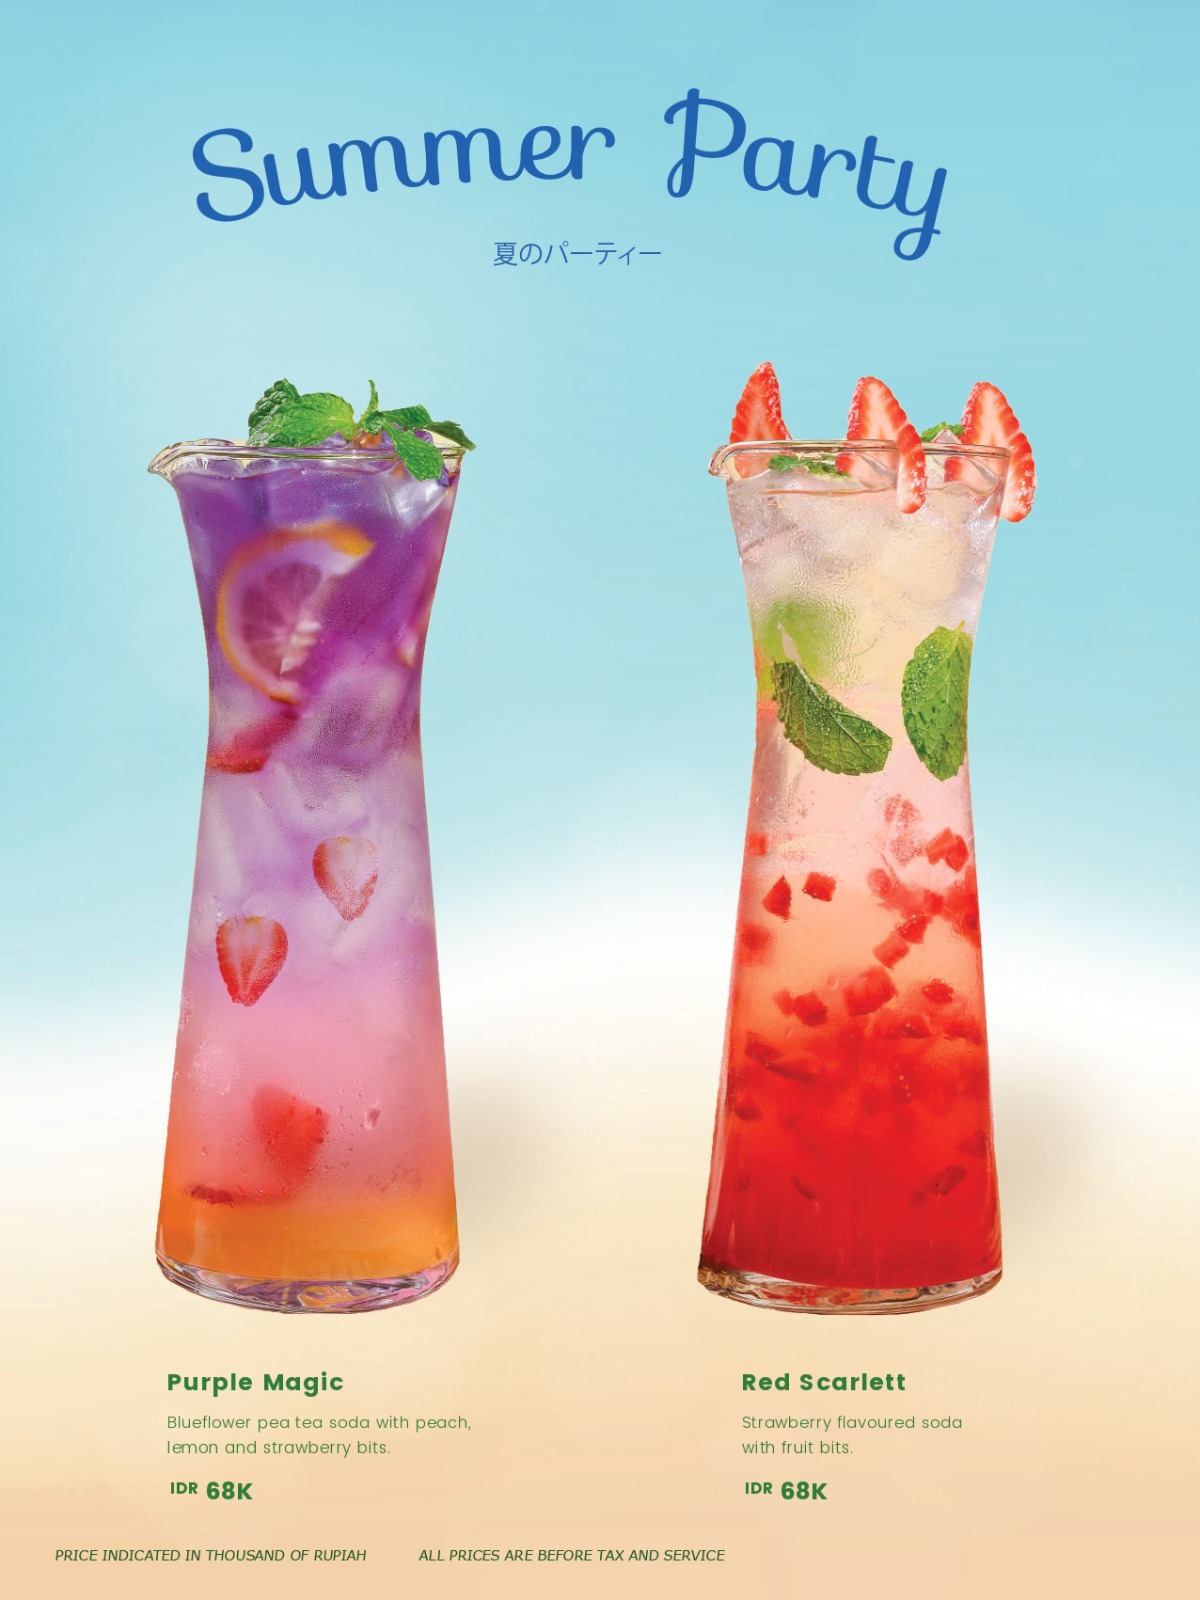 Summer Party
夏のパーティー
Purple Magic
Blueflower pea tea soda with peach,
lemon and strawberry bits.
IDR 68K
Red Scarlett
Strawberry flavoured soda
with fruit bits.
IDR 68K
PRICE INDICATED IN THOUSAND OF RUPIAH
ALL PRICES ARE BEFORE TAX AND SERVICE